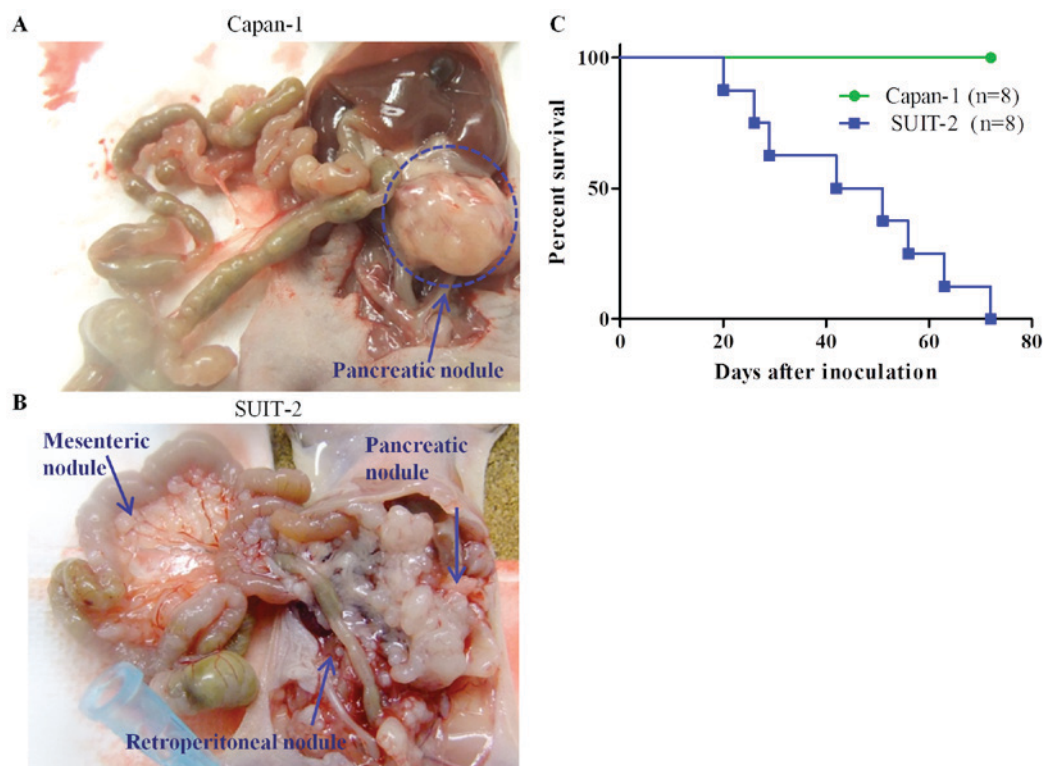 A
Capan-1
Pancreatic nodule
B
SUIT-2
Mesenteric
nodule
Pancreatic
nodule
Retroperitoneal nodule
C
100
50
0
Percent survival
Capan-1 (n=8)
SUIT-2 (n=8)
0 20 40 60 80
Days after inoculation